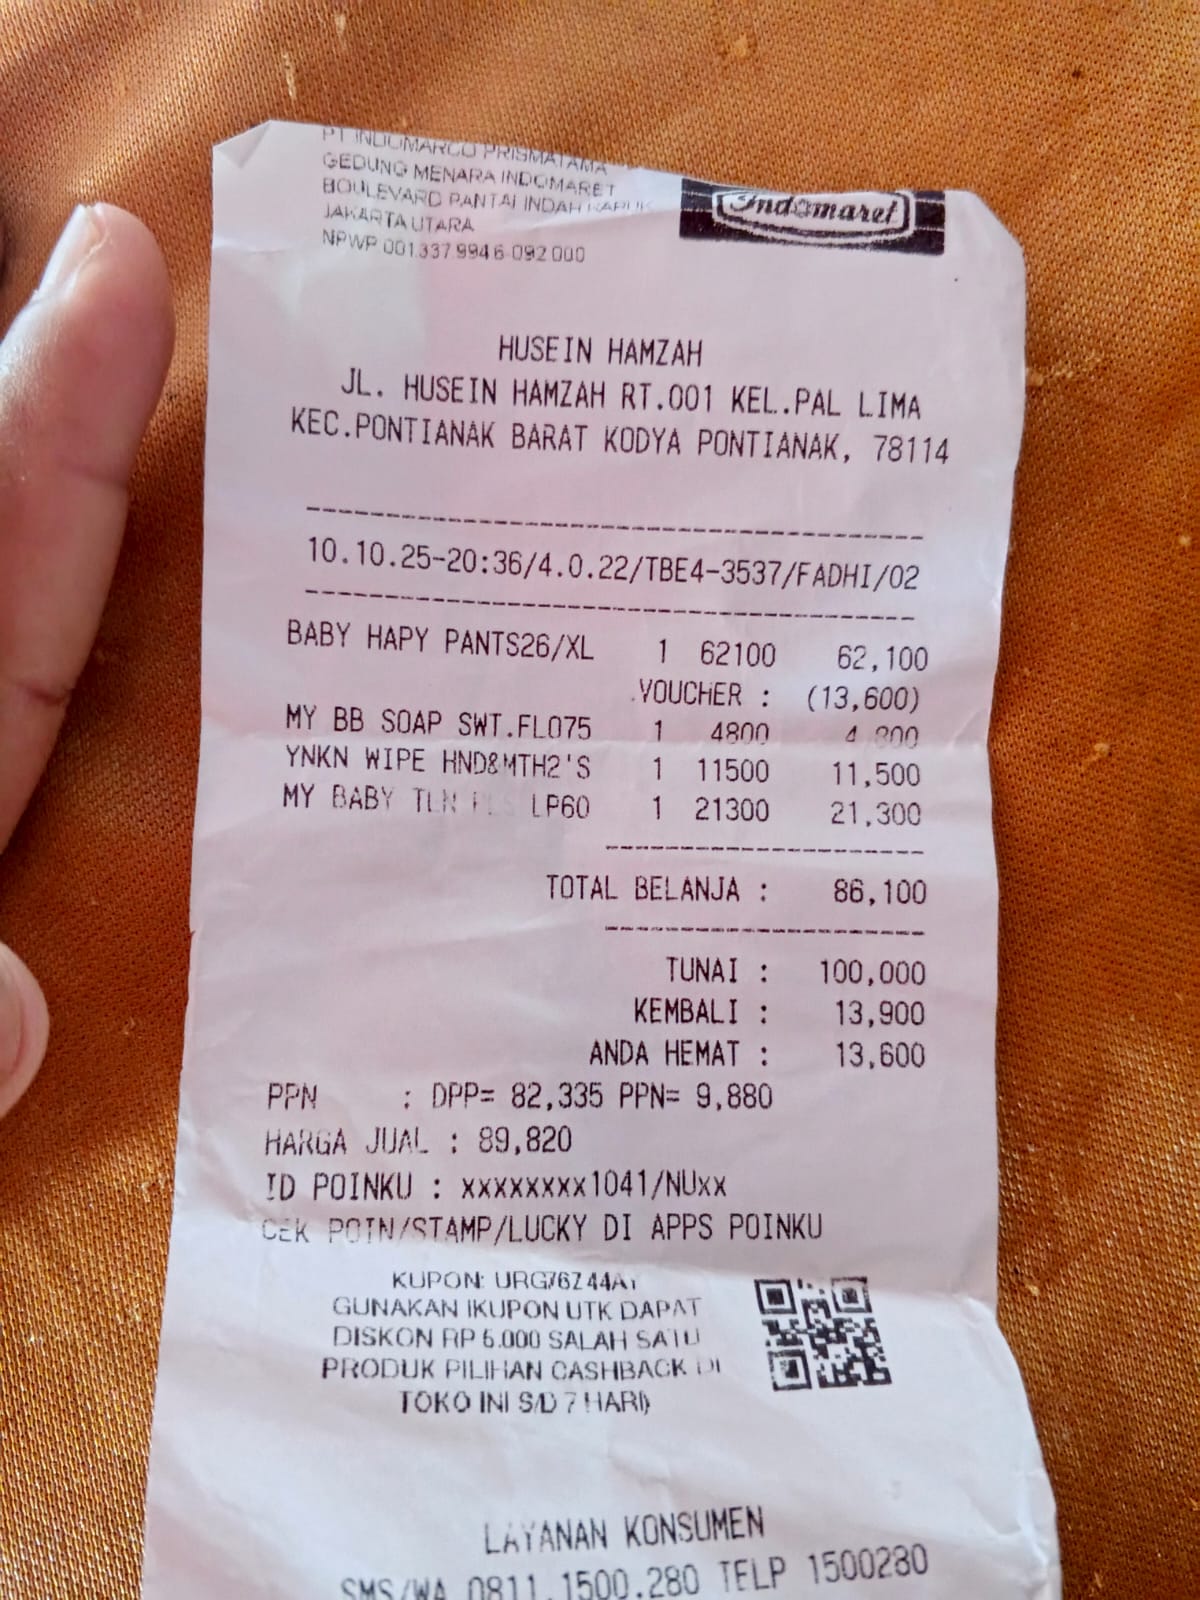 PT INDOMARCO PRISMATAMA
GEDUNG MENARA INDOMARET
BOULEVARD PANTAI INDAH KAPUK
JAKARTA UTARA
NPWP 001.337.994.6-092.000
Indomaret
HUSEIN HAMZAH
JL. HUSEIN HAMZAH RT.001 KEL.PAL LIMA
KEC.PONTIANAK BARAT KODYA PONTIANAK, 78114
10.10.25-20:36/4.0.22/TBE4-3537/FADHI/02
BABY HAPY PANTS26/XL 1 62100 62,100
VOUCHER : (13,600)
MY BB SOAP SWT.FL075 1 4800 4,800
YNKN WIPE HND&MTH2'S 1 11500 11,500
MY BABY TLN LP60 1 21300 21,300
TOTAL BELANJA : 86,100
TUNAI : 100,000
KEMBALI : 13,900
ANDA HEMAT : 13,600
PPN : DPP= 82,335 PPN= 9,880
HARGA JUAL : 89,820
ID POINKU : xxxxxxxx1041/NUxx
CEK POIN/STAMP/LUCKY DI APPS POINKU
KUPON:
GUNAKAN IKUPON UTK DAPAT
DISKON RP 5.000 SALAH SATU
PRODUK PILIHAN CASHBACK DI
TOKO INI S/D 7 HARI)
LAYANAN KONSUMEN
SMS/WA 0811.1500.280 TELP 1500280